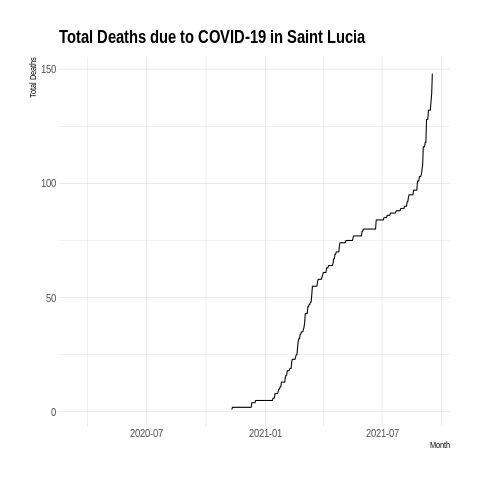 Total Deaths due to COVID-19 in Saint Lucia
Total Deaths
150
100
50
0
2020-07 2021-01 2021-07
Month